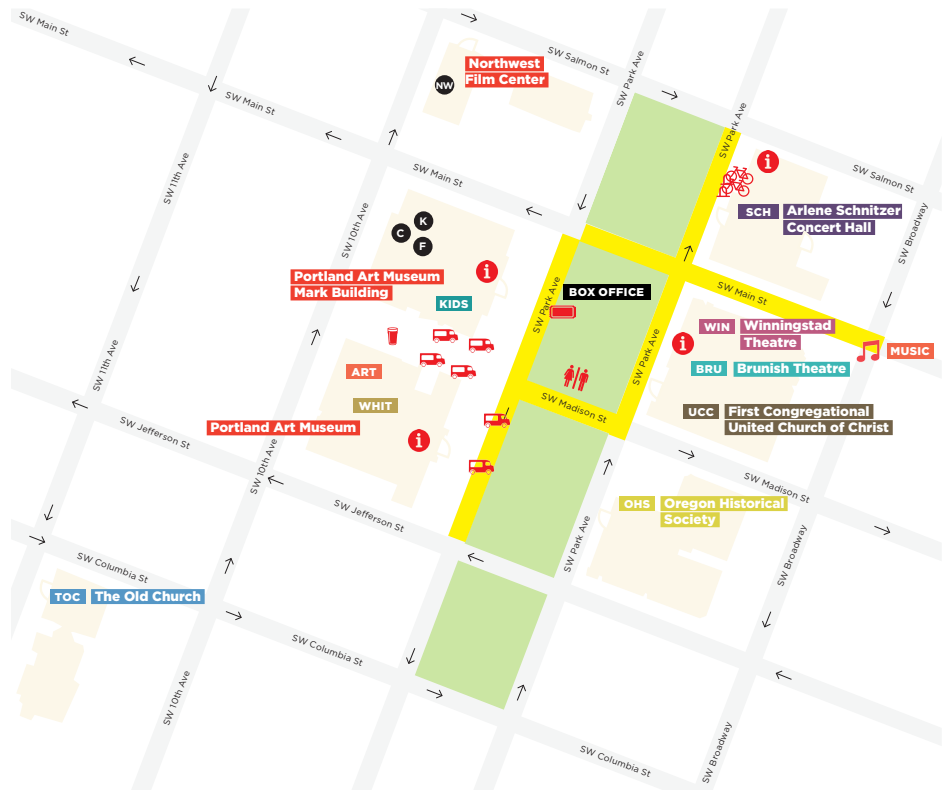 SW Main St
SW Salmon St
Northwest
Film Center
NW
SW Park Ave
SW Main St
SW Park Ave
SW 11th Ave
SW Main St
SW Salmon St
SCH
Arlene Schnitzer
Concert Hall
SW 10th Ave
K
C
F
SW Broadway
Portland Art Museum
Mark Building
KIDS
SW Park Ave
BOX OFFICE
SW Main St
WIN
Winningstad
Theatre
BRU
Brunish Theatre
MUSIC
SW Park Ave
SW 11th Ave
ART
WHIT
SW Madison St
UCC
First Congregational
United Church of Christ
Portland Art Museum
SW Jefferson St
SW 10th Ave
SW Jefferson St
SW Madison St
OHS
Oregon Historical
Society
SW Park Ave
SW Broadway
SW Columbia St
TOC
The Old Church
SW Columbia St
SW 10th Ave
SW Columbia St
SW Broadway